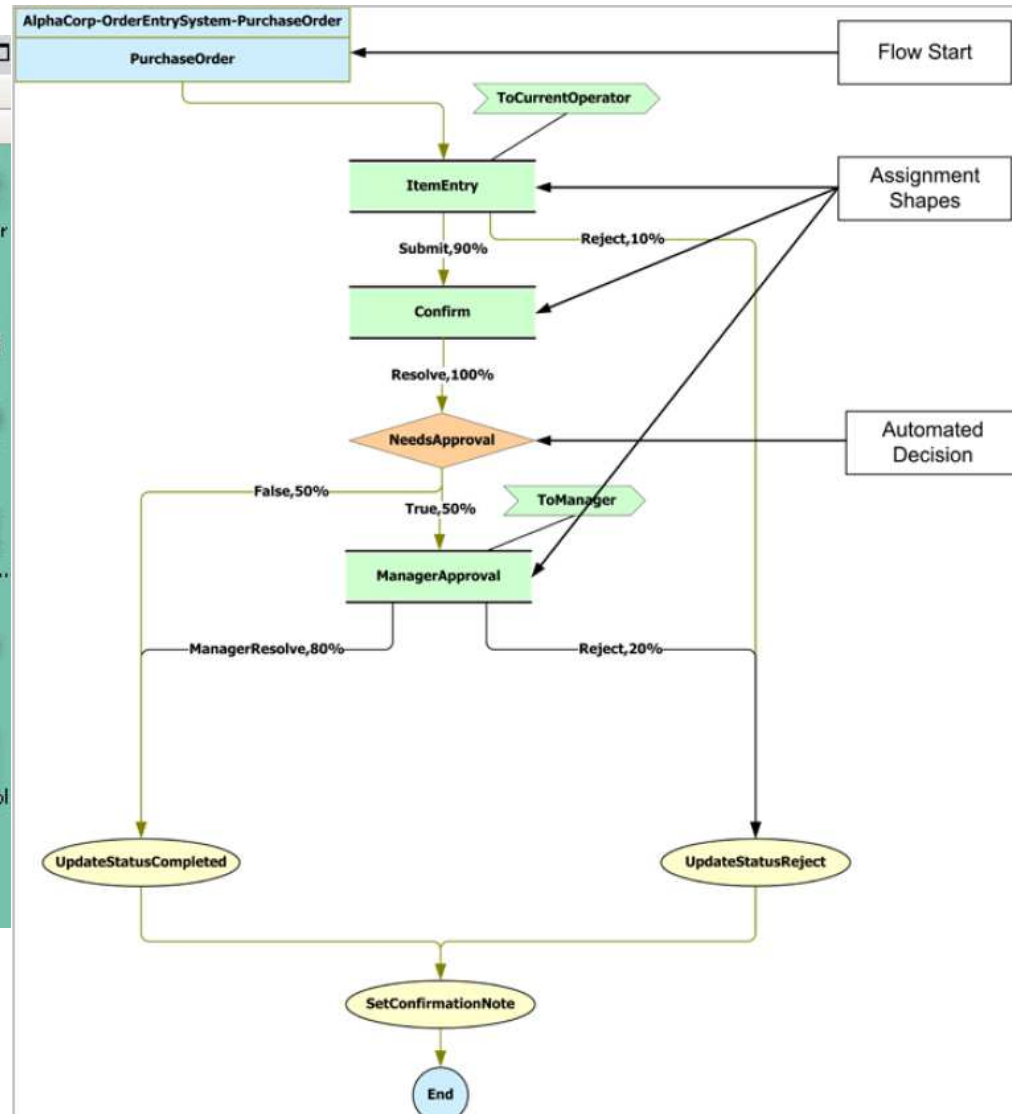 AlphaCorp-OrderEntrySystem-PurchaseOrder
PurchaseOrder
Flow Start
ToCurrentOperator
ItemEntry
Assignment
Shapes
Submit,90%
Reject,10%
Confirm
Resolve,100%
NeedsApproval
Automated
Decision
False,50%
True,50%
ToManager
ManagerApproval
ManagerResolve,80%
Reject,20%
UpdateStatusCompleted
UpdateStatusReject
SetConfirmationNote
End